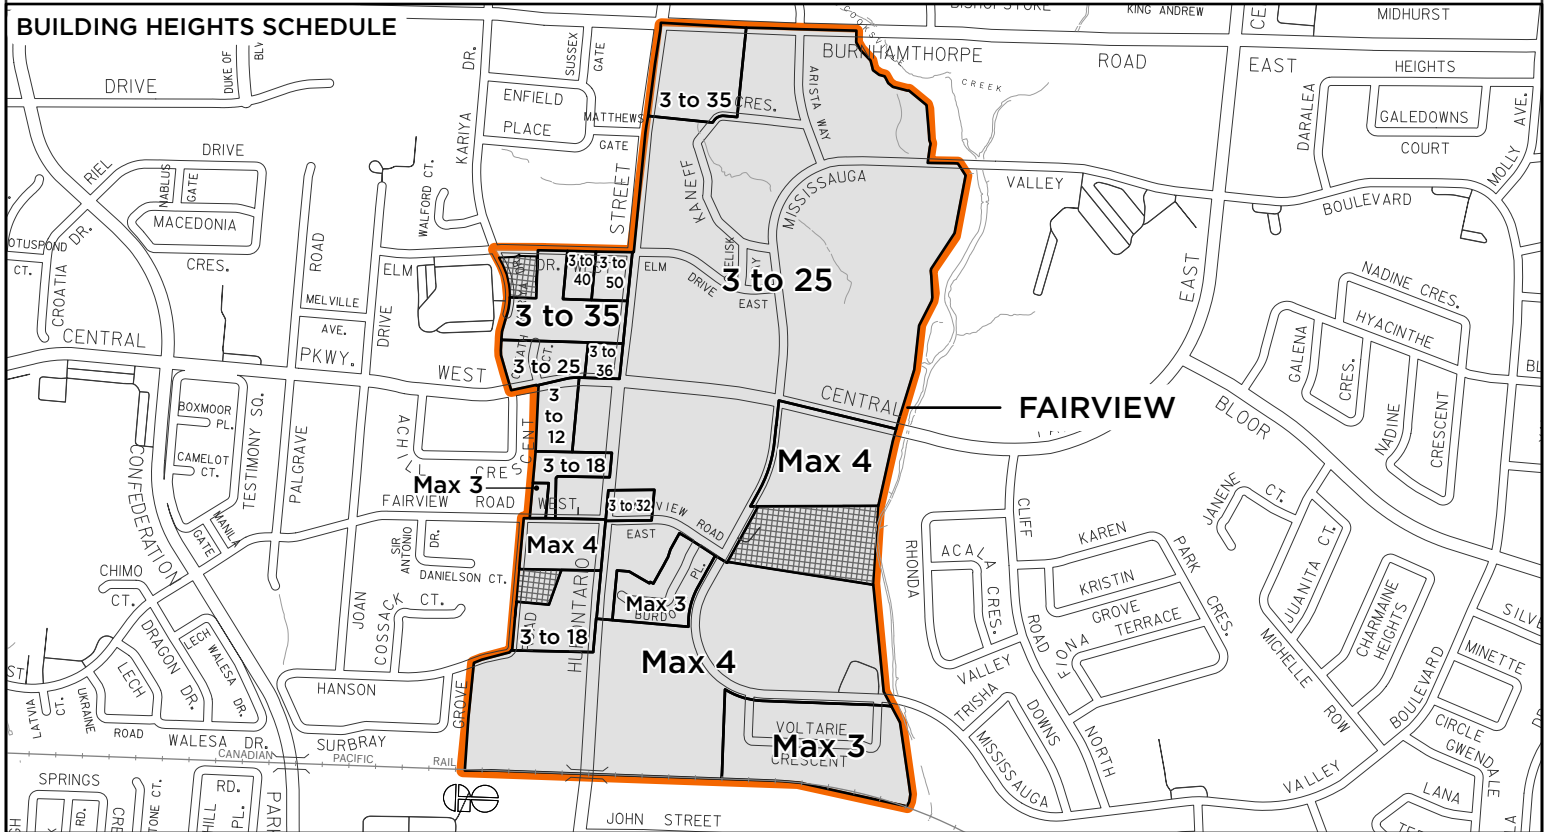 BUILDING HEIGHTS SCHEDULE
KING ANDREW
MIDHURST
DUKE OF
DR.
SUSSEX
GATE
COOKSVILLE
CREEK
BURNHAMTHORPE
ROAD
EAST
HEIGHTS
DRIVE
ENFIELD
PLACE
MATTHEWS
GATE
3 to 35
CRES.
ARISTA WAY
DARALEA
GALEDOWNS
COURT
MOLLY AVE.
KARIYA
DRIVE
RIEL
NABLUS
GATE
WALFORD CT.
MACEDONIA
CRES.
STREET
KANEFF
MISSISSAUGA
VALLEY
BOULEVARD
DR.
CT.
CROATIA
ROAD
ELM
DR.
3 to
40
3 to
50
ELM
DRIVE
EAST
3 to 25
EAST
NADINE CRES.
HYACINTHE
MELVILLE
AVE.
DRIVE
3 to 35
CENTRAL
PKWY.
WEST
CT.
3 to 25
3 to
36
GALENA
CRES.
NADINE
CRESCENT
CENTRAL
FAIRVIEW
BLOOR
BOXMOOR
PL.
CAMELOT
CT.
TESTIMONY SQ.
PALGRAVE
3
to
12
CRESCENT
3 to 18
Max 3
Max 4
CONFEDERATION
MANILA
GATE
FAIRVIEW
ROAD
WEST
3 to 32
VIEW
ROAD
EAST
JANENE
CT.
CLIFF
ROAD
SIR
ANTONIO
DR.
DANIELSON CT.
Max 4
RHONDA
ACALA
CRES.
KAREN
PARK
CRES.
KRISTIN
GROVE
TERRACE
FIONA
JUANITA CT.
CHARMAINE
HEIGHTS
CHIMO
CT.
JOAN
COSSACK
CT.
Max 3
PL.
3 to 18
HURONTARIO
Max 4
DRAGON DR.
LECH WALESA DR.
LECH
HANSON
GROVE
VALLEY
TRISHA
DOWNS
MICHELLE
ROW
BOULEVARD
MINETTE
LATVIA
CT.
UKRAINE
ROAD
WALESA DR.
SURBRAY
CANADIAN
PACIFIC
RAIL
VOLTARIE
CRESCENT
Max 3
MISSISSAUGA
NORTH
VALLEY
CIRCLE
GWENDALE
LANA
SPRINGS
RD.
RD.
HILL
PL.
JOHN STREET